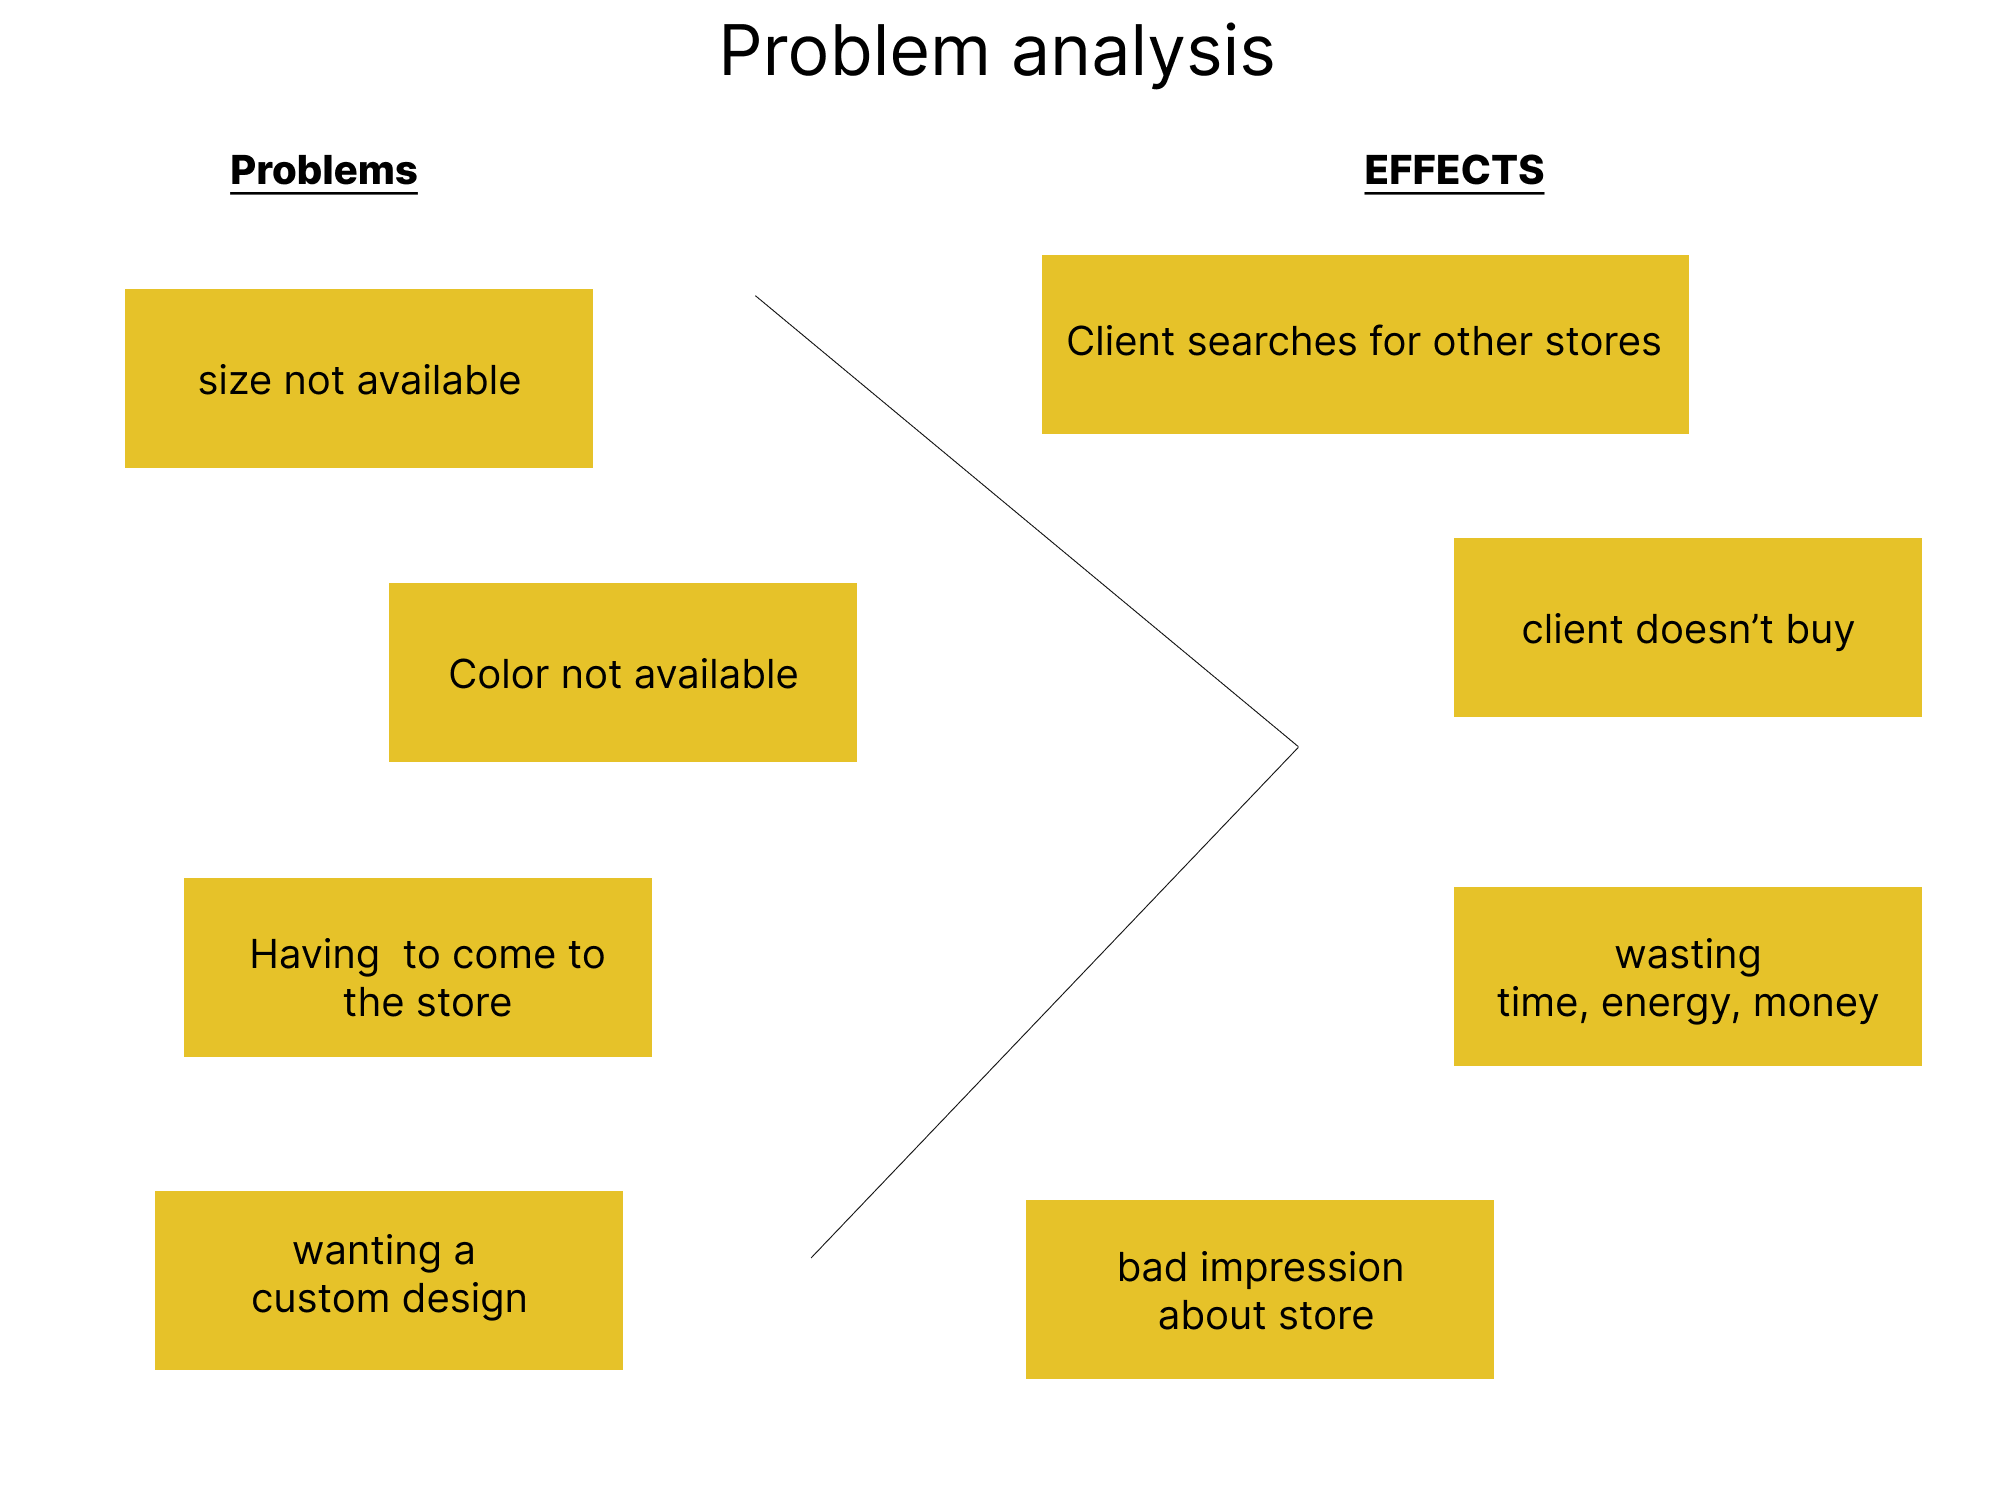 Problem analysis
Problems
size not available
Color not available
Having  to come to
the store
wanting a
custom design
EFFECTS
Client searches for other stores
client doesn’t buy
wasting
time, energy, money
bad impression
about store